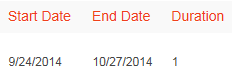 Start Date End Date Duration
9/24/2014 10/27/2014 1